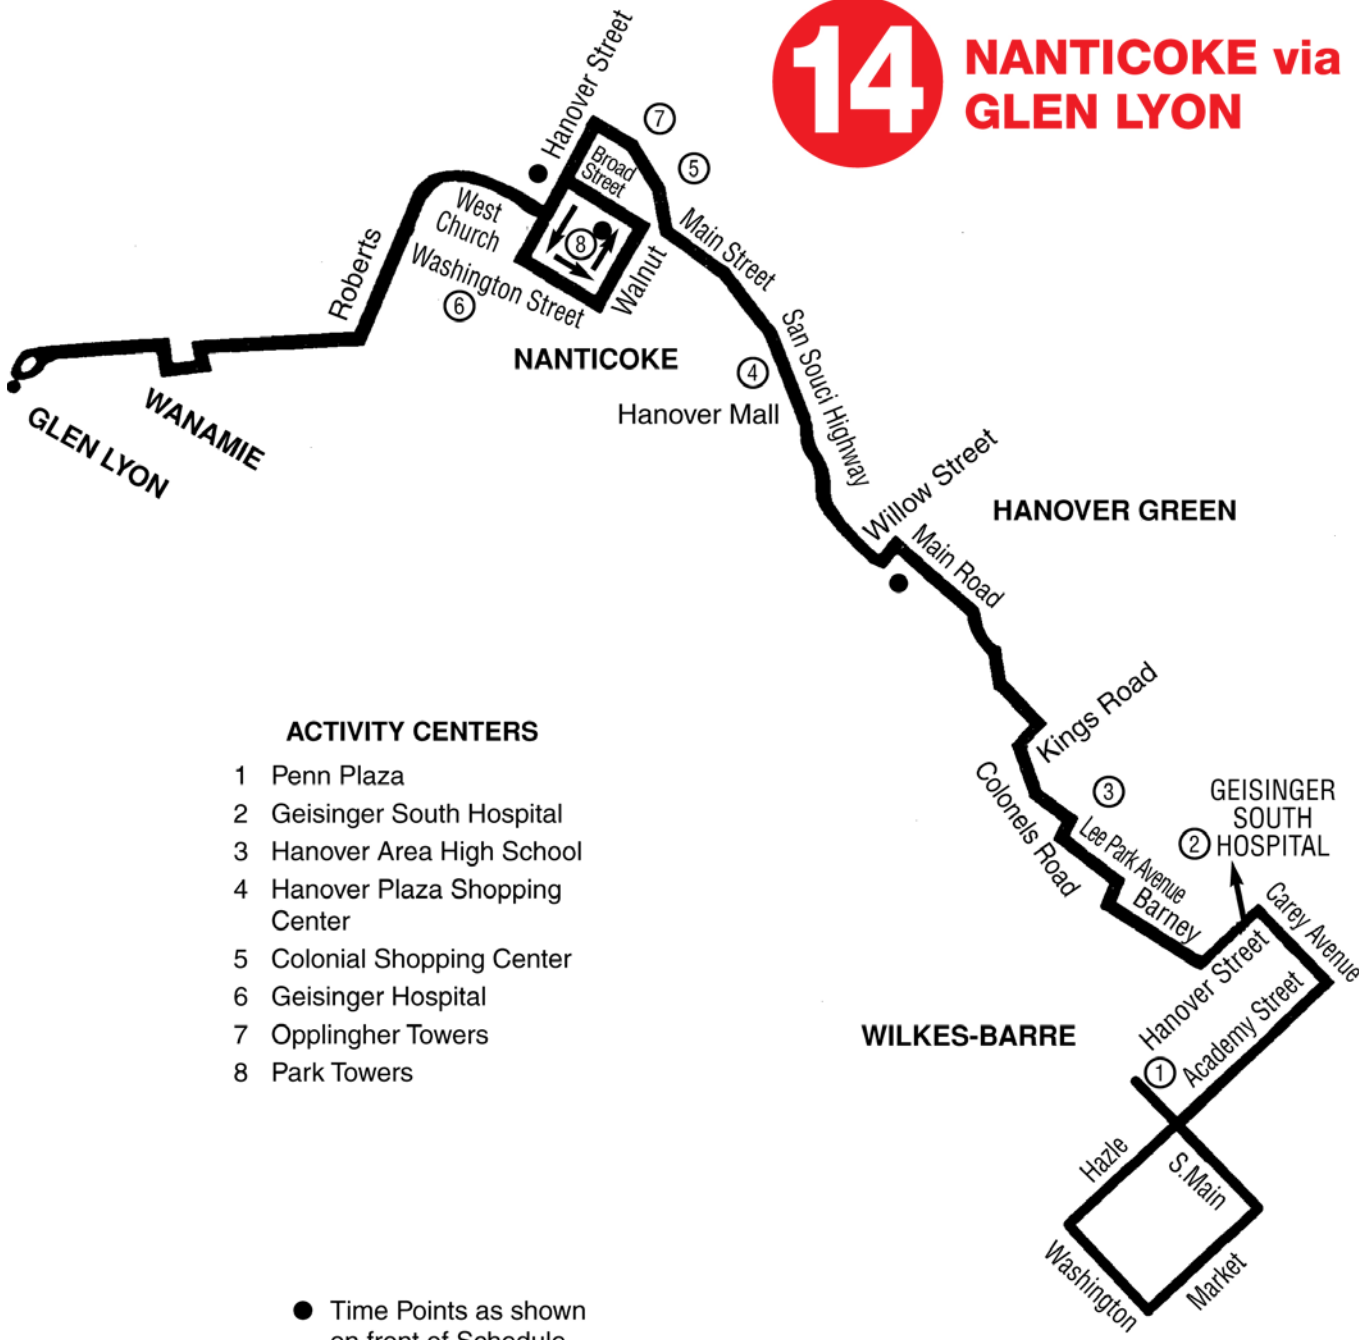 14
NANTICOKE via
GLEN LYON
Hanover Street
7
Broad
Street
5
West
Church
8
Main Street
Roberts
Washington Street
Walnut
6
NANTICOKE
San Souci Highway
4
Hanover Mall
WANAMIE
GLEN LYON
Willow Street
HANOVER GREEN
Main Road
Kings Road
Colonels Road
3
Lee Park Avenue
Barney
GEISINGER
SOUTH
2 HOSPITAL
Carey Avenue
Hanover Street
Academy Street
WILKES-BARRE
1
Hazle
S.Main
Washington
Market
ACTIVITY CENTERS
1 Penn Plaza
2 Geisinger South Hospital
3 Hanover Area High School
4 Hanover Plaza Shopping
Center
5 Colonial Shopping Center
6 Geisinger Hospital
7 Opplingher Towers
8 Park Towers
Time Points as shown
on front of Schedule